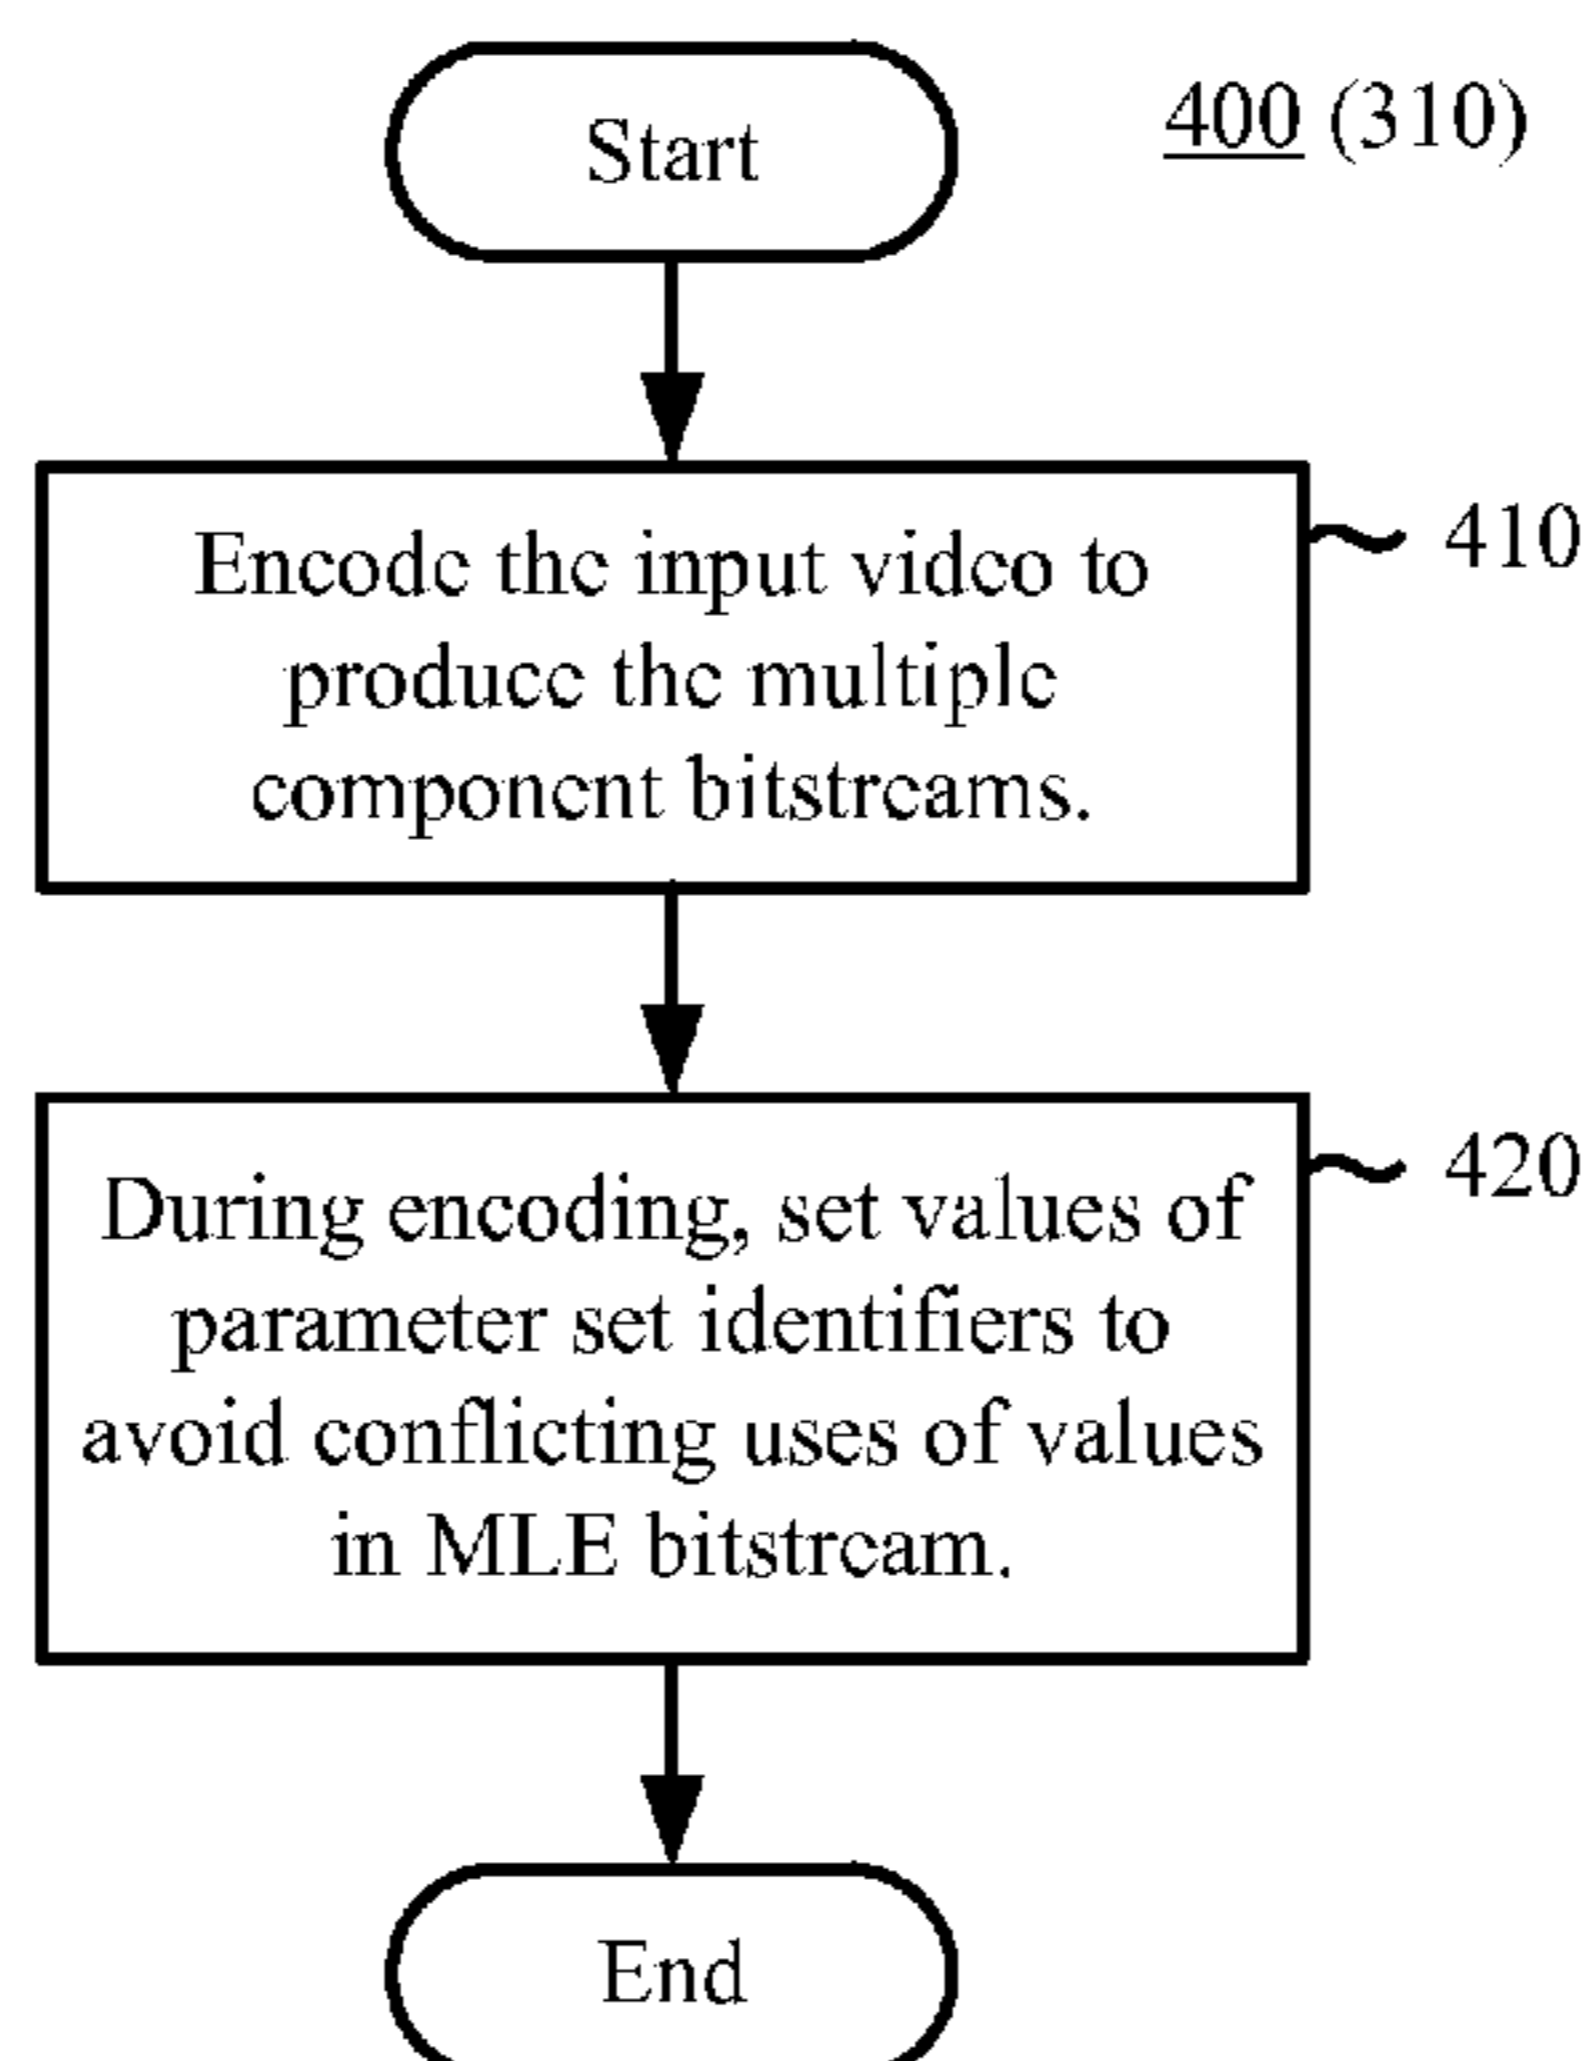 Start
400 (310)
Encode the input video to
produce the multiple
component bitstreams.
410
During encoding, set values of
parameter set identifiers to
avoid conflicting uses of values
in MLE bitstream.
420
End